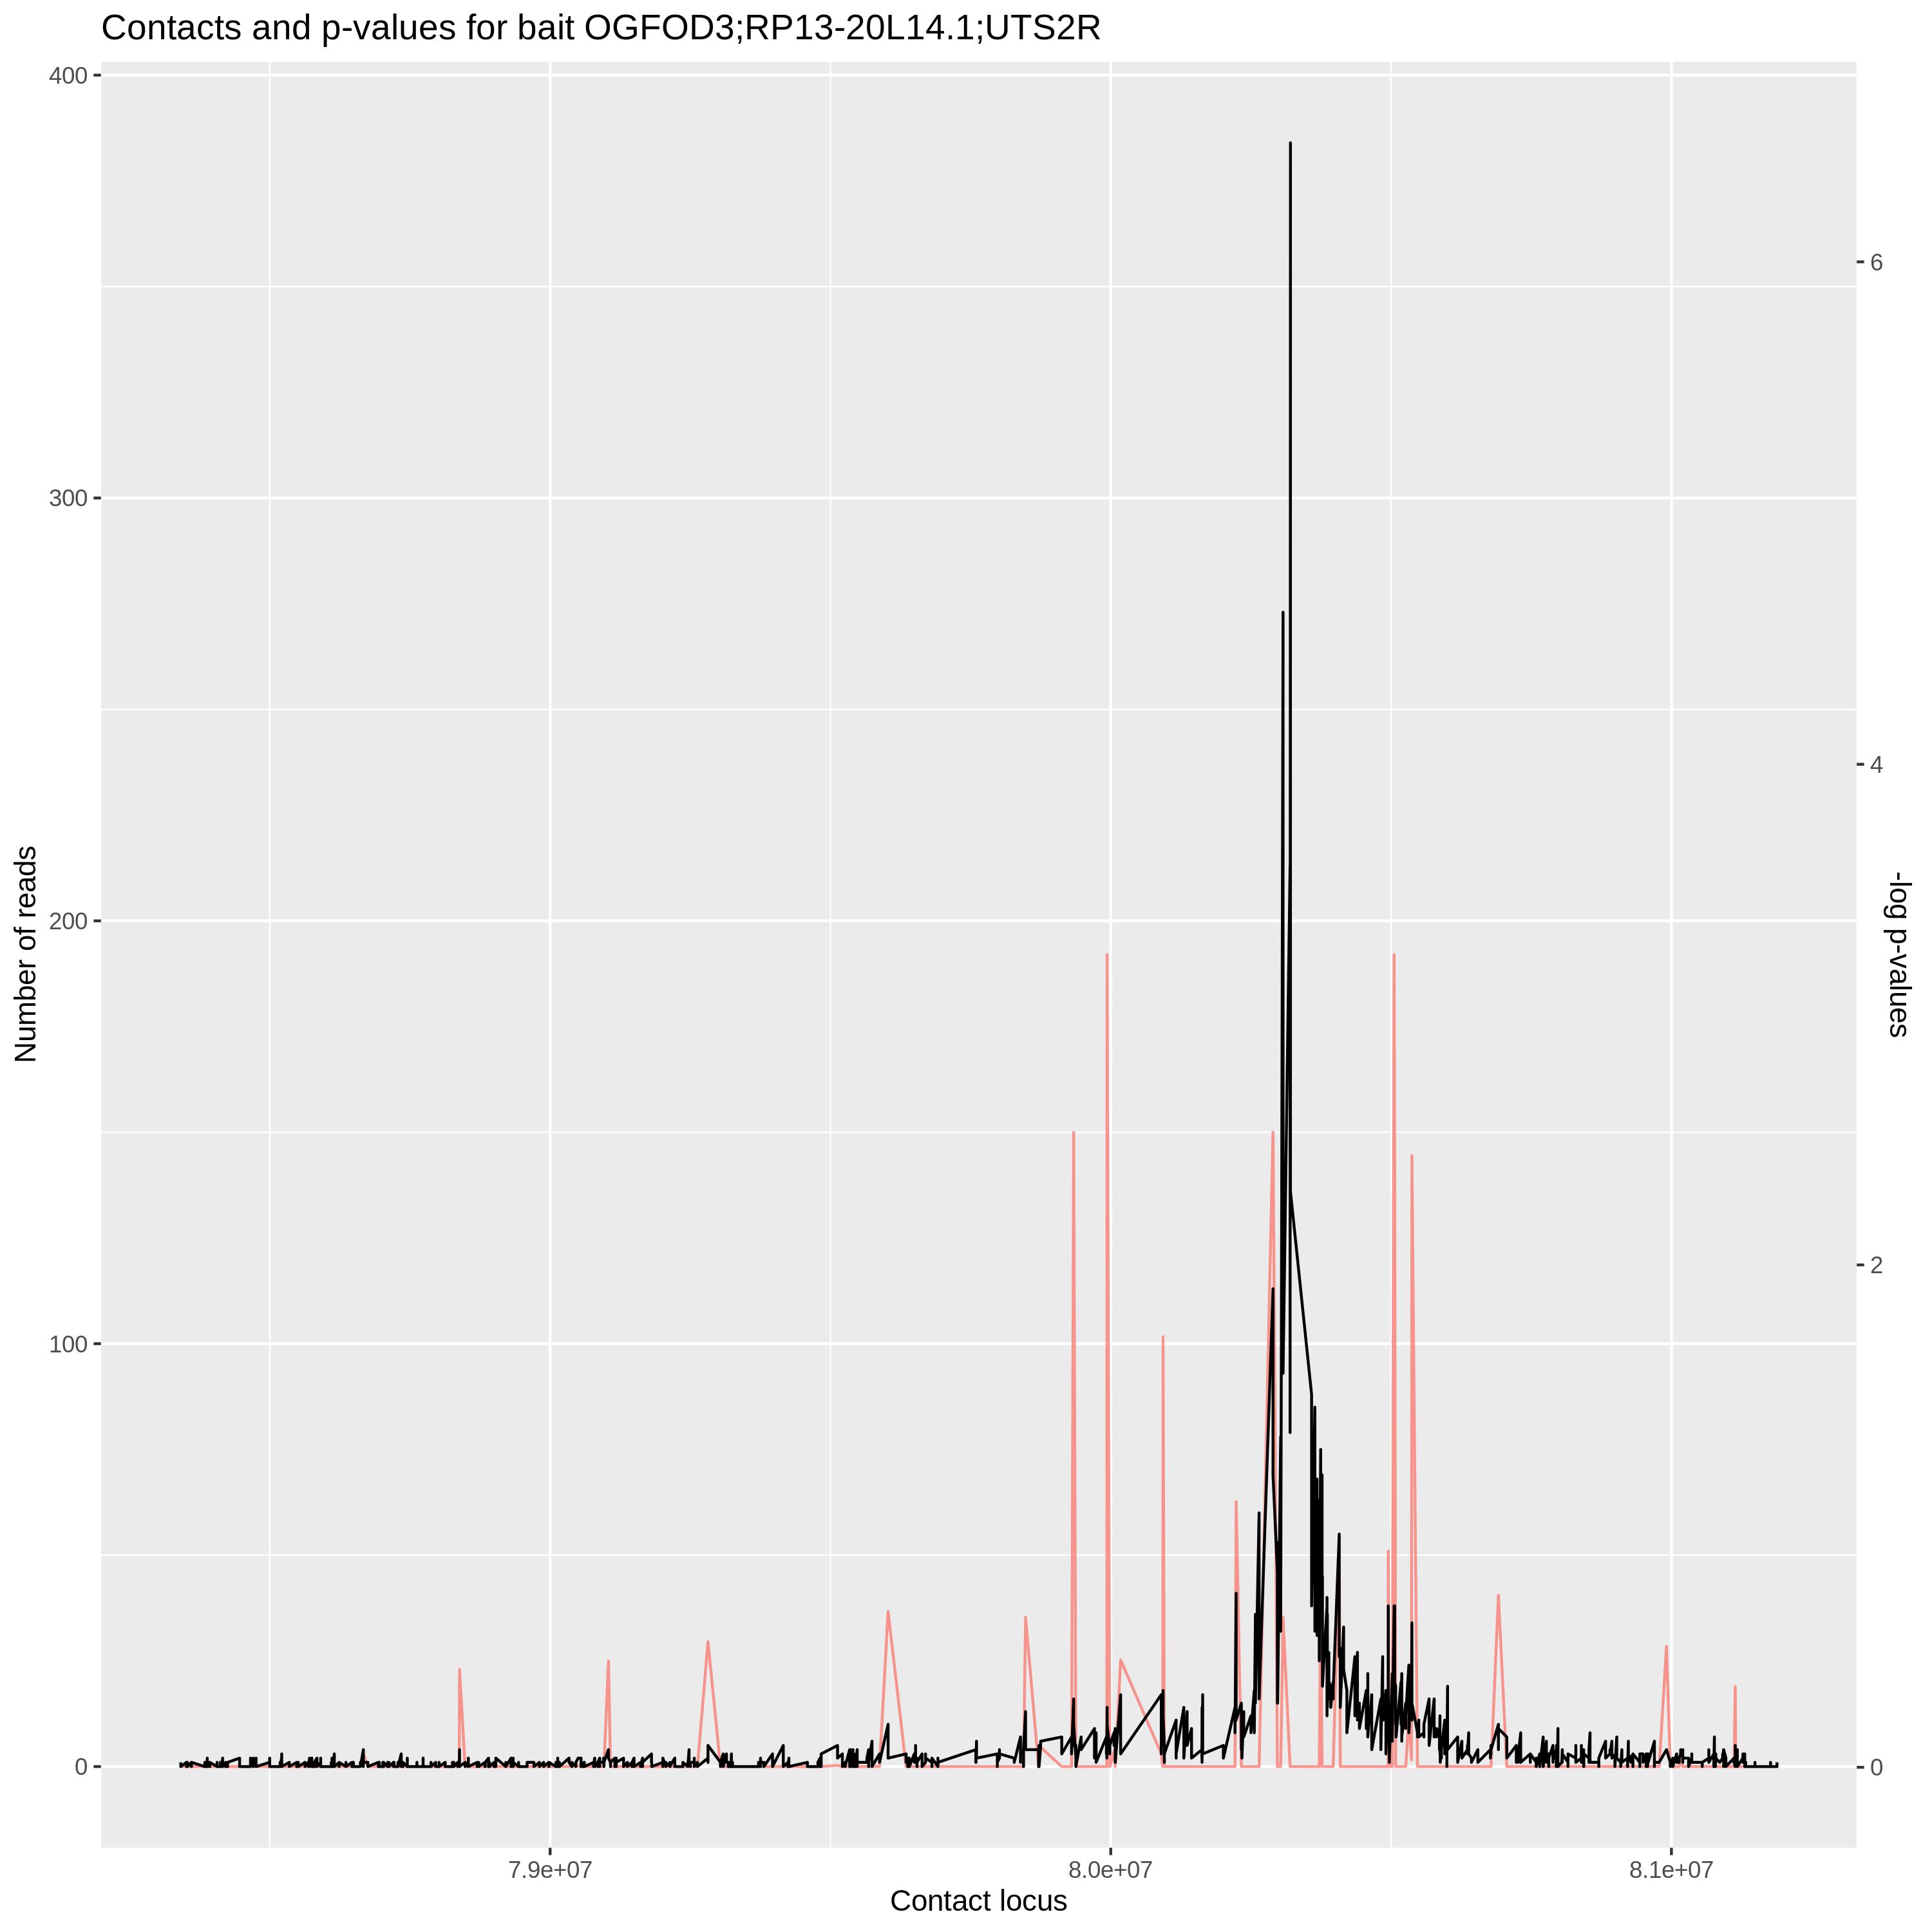 Contacts and p-values for bait OGFOD3;RP13-20L14.1;UTS2R
400
300
200
100
0
Number of reads
6
4
2
0
-log p-values
7.9e+07
8.0e+07
8.1e+07
Contact locus